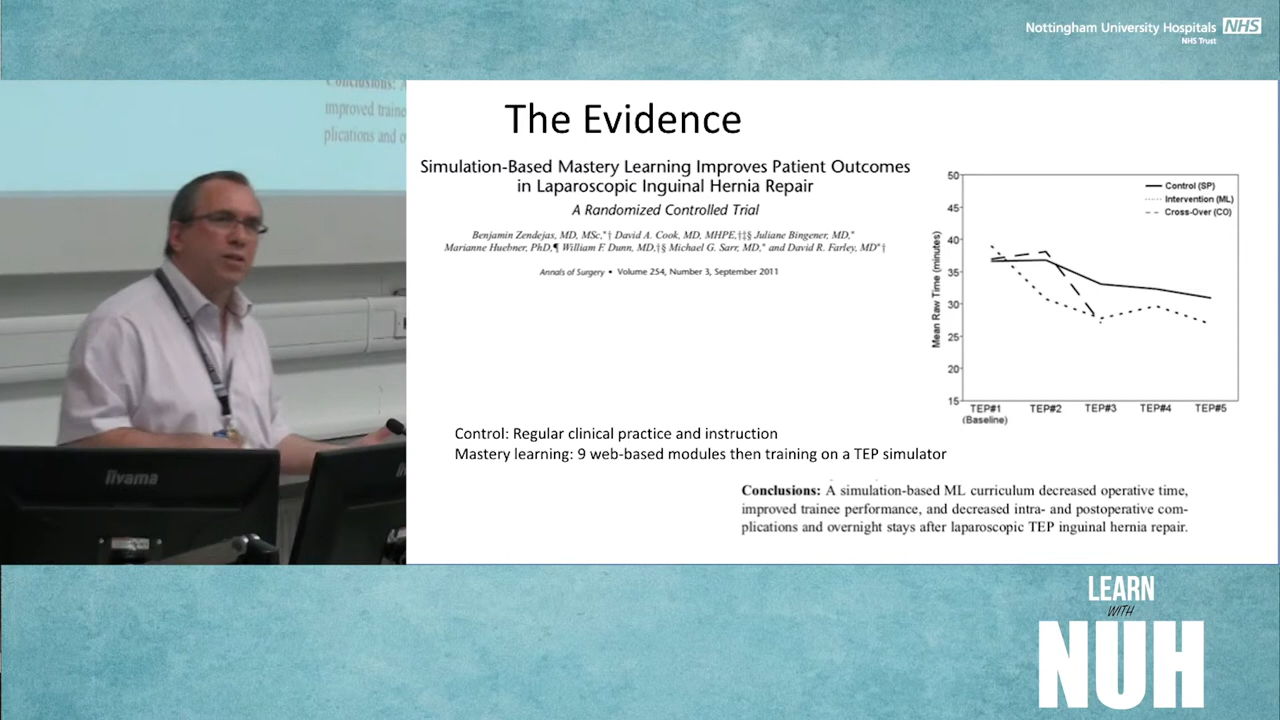 Nottingham University Hospitals NHS
NHS Trust
Conclusions: A
improved traine
plications and o
The Evidence
Simulation-Based Mastery Learning Improves Patient Outcomes
in Laparoscopic Inguinal Hernia Repair
A Randomized Controlled Trial
Benjamin Zendejas, MD, MSc,*† David A. Cook, MD, MHPE,†‡§ Juliane Bingener, MD,*
Marianne Huebner, PhD,¶ William F. Dunn, MD,†§ Michael G. Sarr, MD,* and David R. Farley, MD*†
Annals of Surgery • Volume 254, Number 3, September 2011
Control (SP)
Intervention (ML)
Cross-Over (CO)
Mean Raw Time (minutes)
50
45
40
35
30
25
20
15
TEP#1 TEP#2 TEP#3 TEP#4 TEP#5
(Baseline)
Control: Regular clinical practice and instruction
Mastery learning: 9 web-based modules then training on a TEP simulator
Conclusions: A simulation-based ML curriculum decreased operative time,
improved trainee performance, and decreased intra- and postoperative com-
plications and overnight stays after laparoscopic TEP inguinal hernia repair.
iiyama
LEARN
WITH
NUH